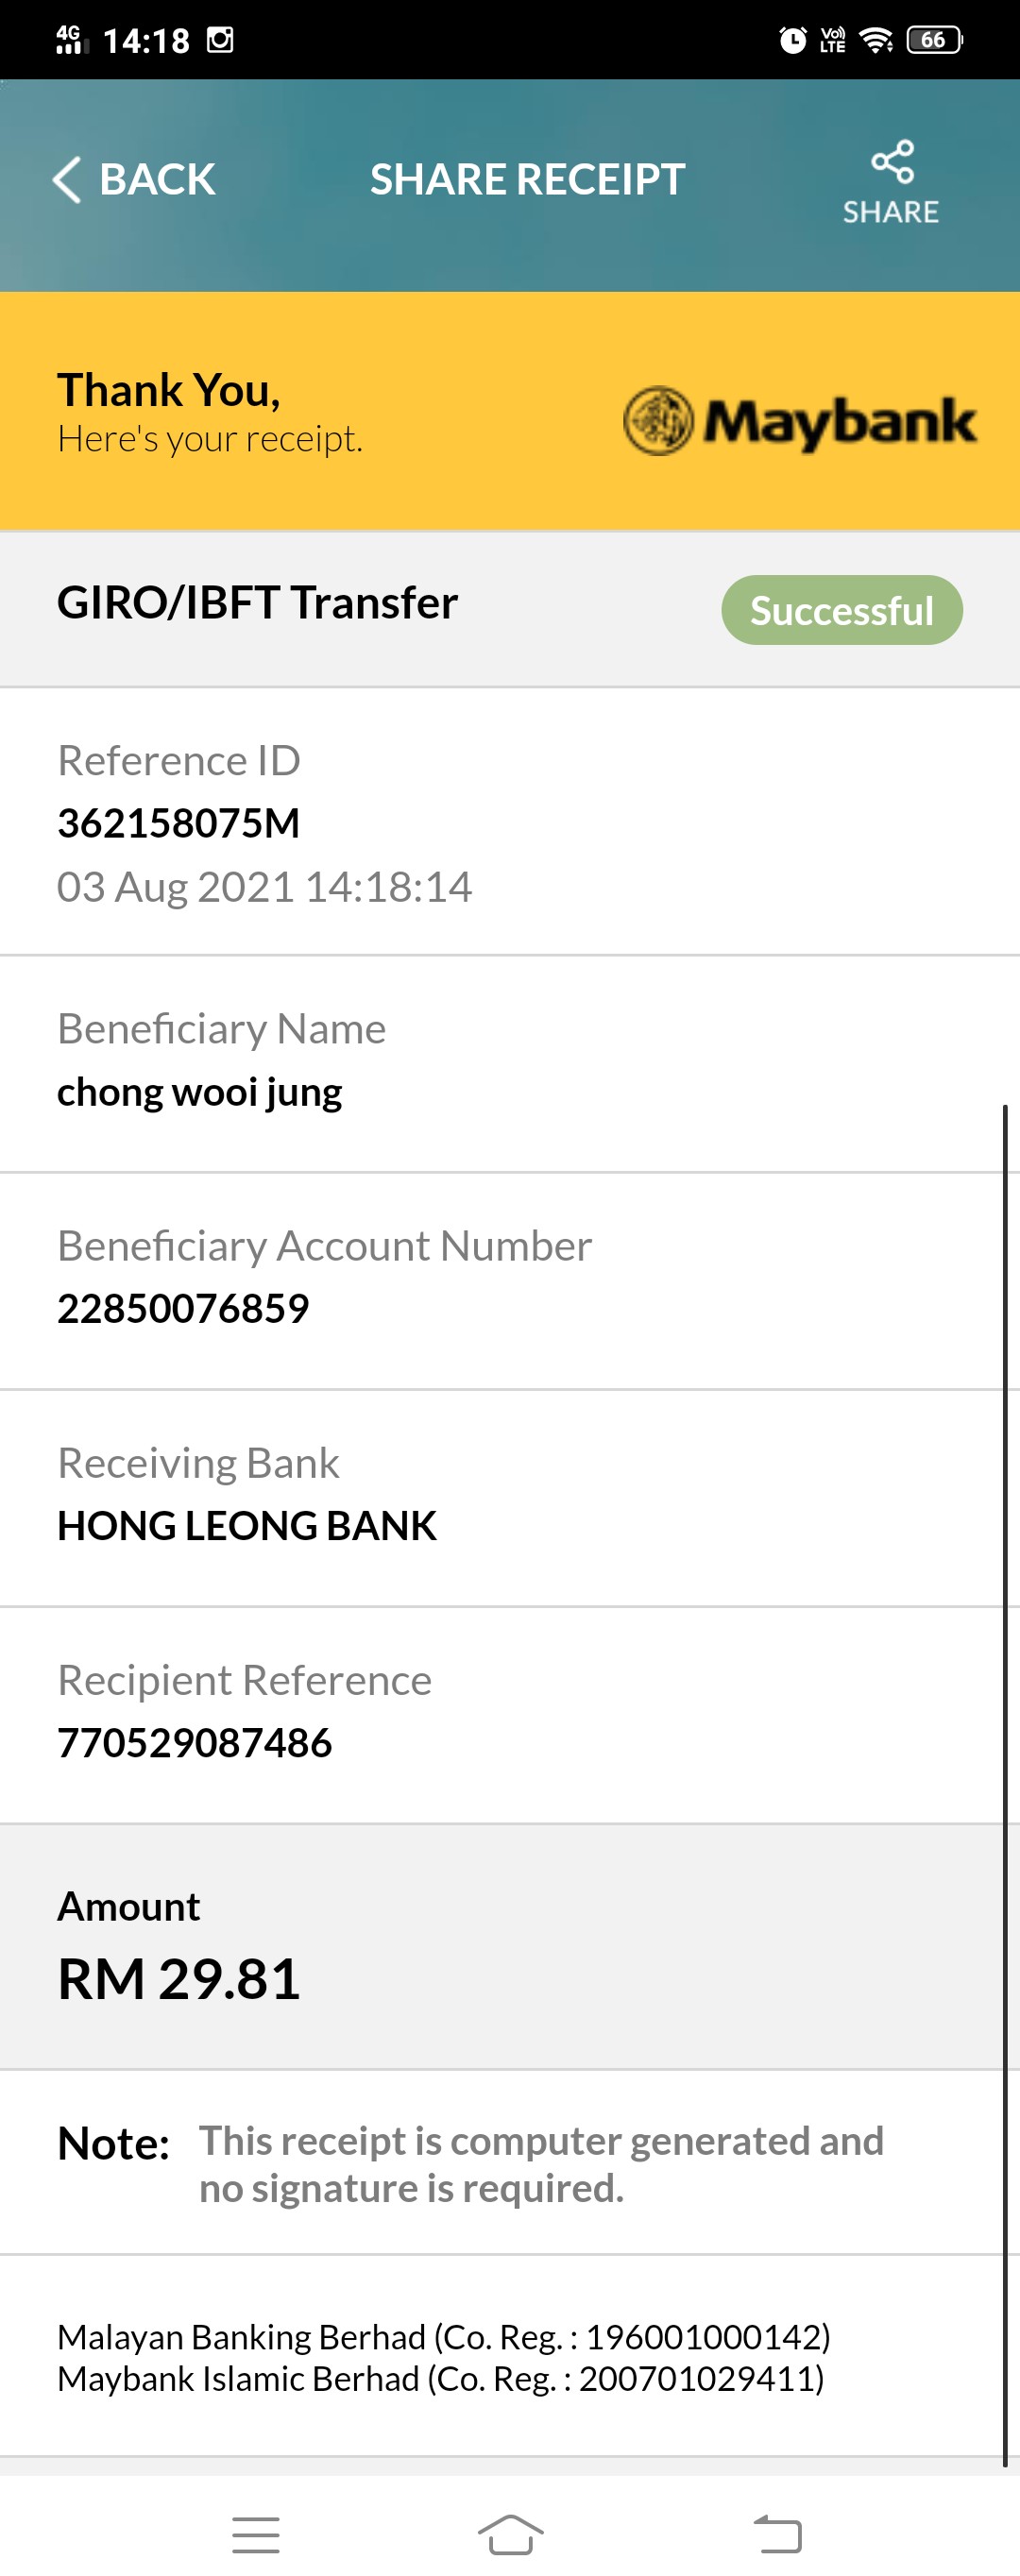 4G 14:18 Vo) LTE 66
BACK SHARE RECEIPT SHARE
Thank You,
Here's your receipt.
Maybank
GIRO/IBFT Transfer Successful
Reference ID
362158075M
03 Aug 2021 14:18:14
Beneficiary Name
chong wooi jung
Beneficiary Account Number
22850076859
Receiving Bank
HONG LEONG BANK
Recipient Reference
770529087486
Amount
RM 29.81
Note: This receipt is computer generated and
no signature is required.
Malayan Banking Berhad (Co. Reg. : 196001000142)
Maybank Islamic Berhad (Co. Reg. : 200701029411)